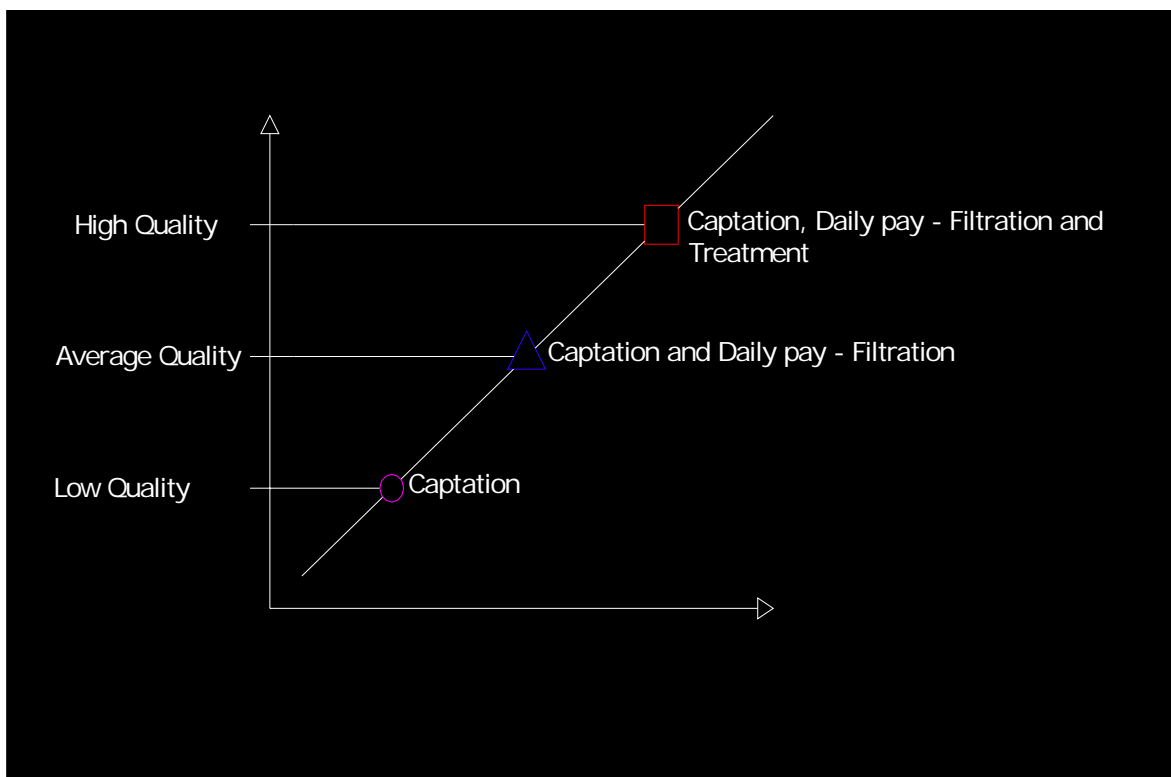 High Quality
Captation, Daily pay - Filtration and
Treatment
Average Quality
Captation and Daily pay - Filtration
Low Quality
Captation